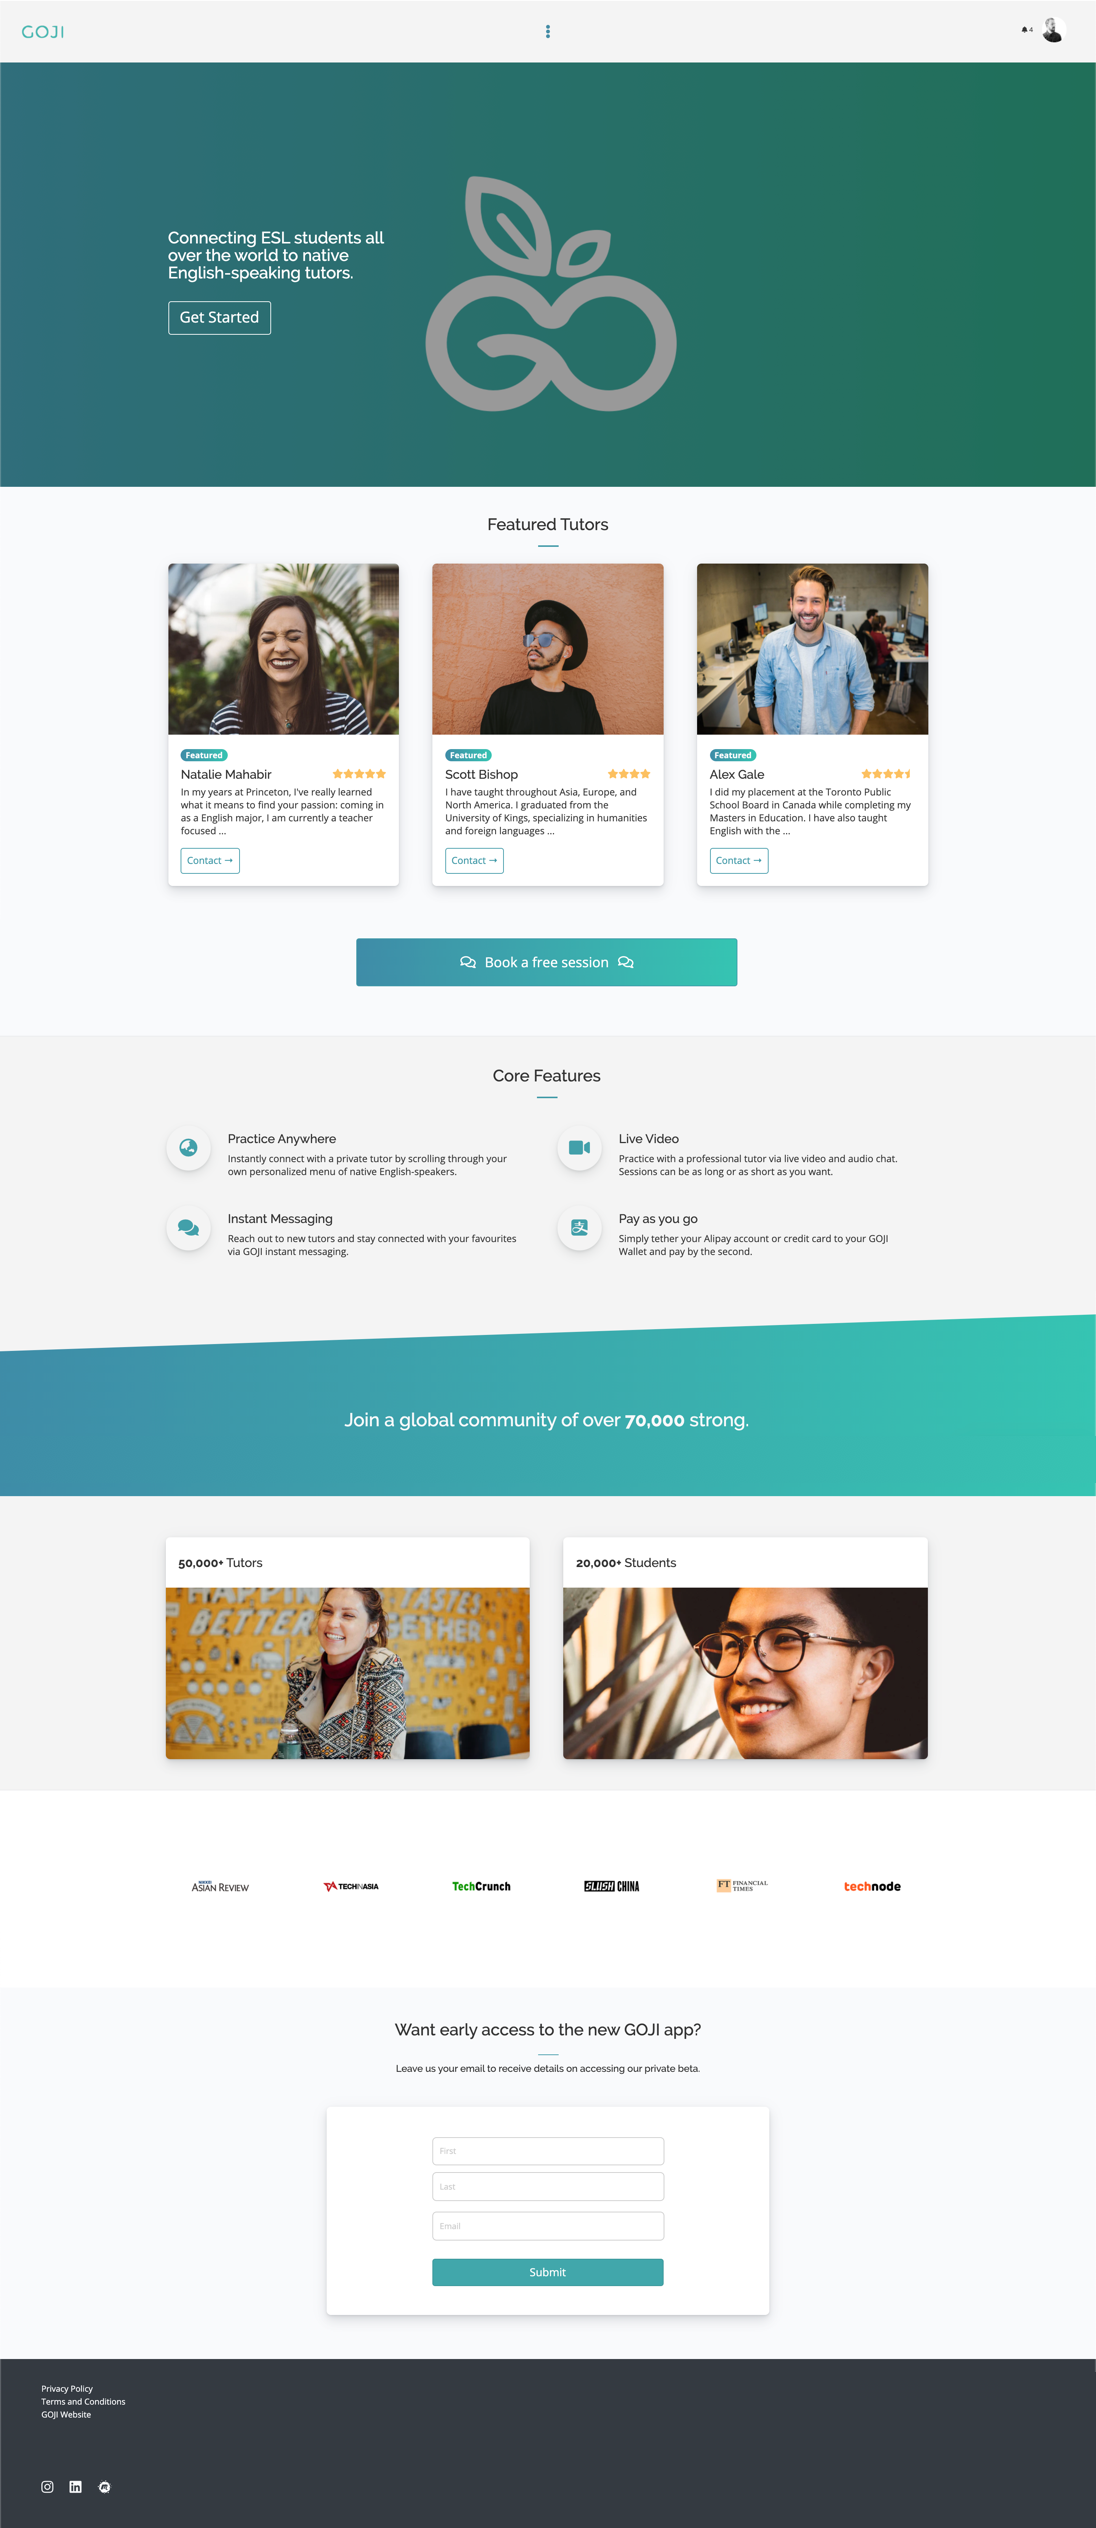 GOJI
4
Connecting ESL students all
over the world to native
English-speaking tutors.
Get Started
Featured Tutors
Featured
Natalie Mahabir
In my years at Princeton, I've really learned
what it means to find your passion: coming in
as a English major, I am currently a teacher
focused ...
Contact →
Featured
Scott Bishop
I have taught throughout Asia, Europe, and
North America. I graduated from the
University of Kings, specializing in humanities
and foreign languages ...
Contact →
Featured
Alex Gale
I did my placement at the Toronto Public
School Board in Canada while completing my
Masters in Education. I have also taught
English with the ...
Contact →
Book a free session
Core Features
Practice Anywhere
Instantly connect with a private tutor by scrolling through your
own personalized menu of native English-speakers.
Live Video
Practice with a professional tutor via live video and audio chat.
Sessions can be as long or as short as you want.
Instant Messaging
Reach out to new tutors and stay connected with your favourites
via GOJI instant messaging.
支
Pay as you go
Simply tether your Alipay account or credit card to your GOJI
Wallet and pay by the second.
Join a global community of over 70,000 strong.
50,000+ Tutors
HAPPIN TASTES
BETTER TOGETHER
20,000+ Students
NIKKEI
ASIAN REVIEW
TECHINASIA
TechCrunch
SLUSH CHINA
FT FINANCIAL
TIMES
technode
Want early access to the new GOJI app?
Leave us your email to receive details on accessing our private beta.
First
Last
Email
Submit
Privacy Policy
Terms and Conditions
GOJI Website
in